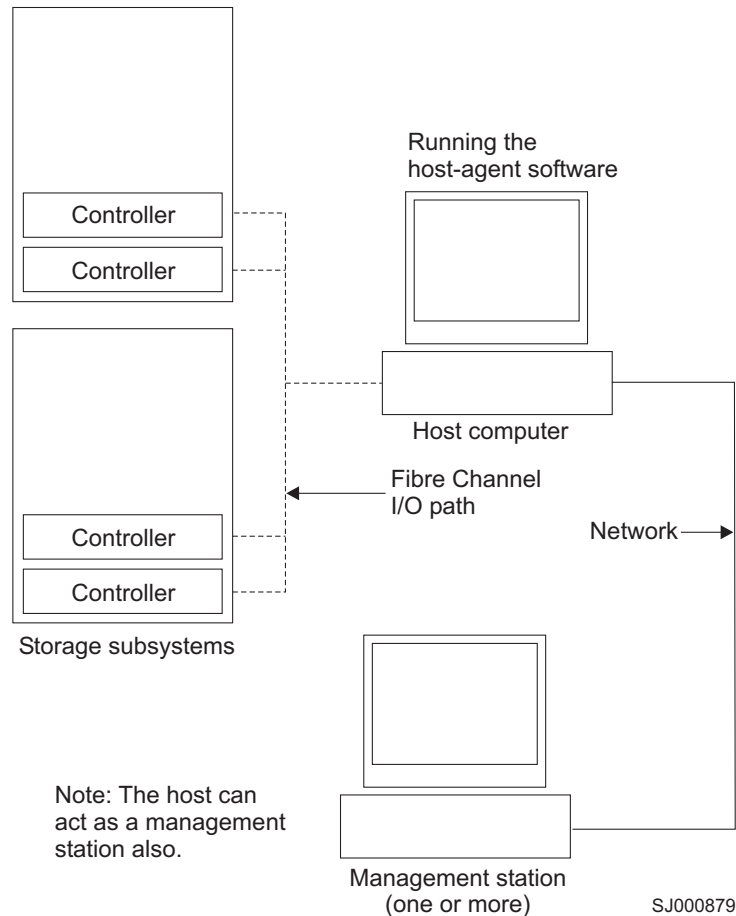 Running the
host-agent software
Controller
Controller
Host computer
Fibre Channel
I/O path
Network
Controller
Controller
Storage subsystems
Note: The host can
act as a management
station also.
Management station
(one or more)
SJ000879